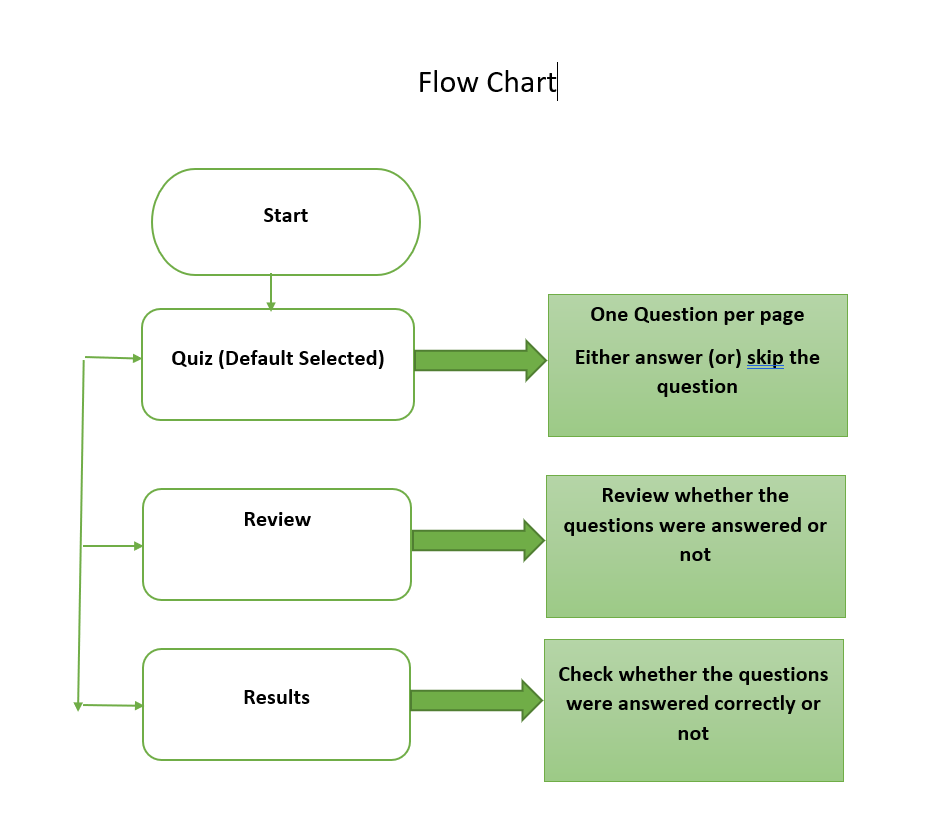 Flow Chart
Start
Quiz (Default Selected)
One Question per page
Either answer (or) skip the
question
Review
Review whether the
questions were answered or
not
Results
Check whether the questions
were answered correctly or
not